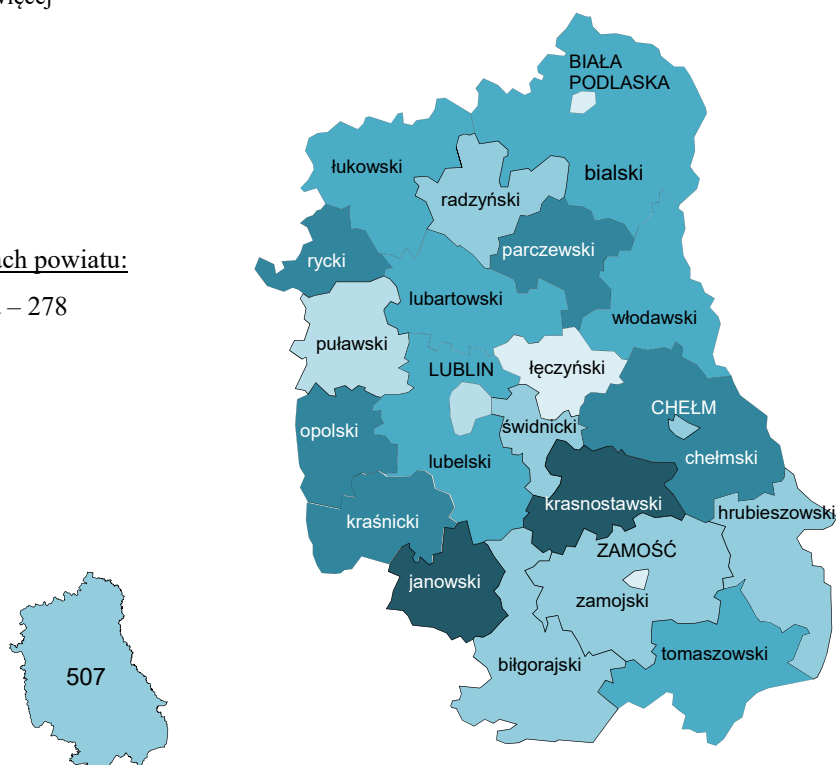 więcej
BIAŁA
PODLASKA
łukowski
bialski
radzyński
rycki
parczewski
ach powiatu:
lubartowski
– 278
włodawski
puławski
LUBLIN
łęczyński
CHEŁM
opolski
świdnicki
lubelski
chełmski
krasnostawski
hrubieszowski
kraśnicki
ZAMOŚĆ
janowski
zamojski
tomaszowski
biłgorajski
507